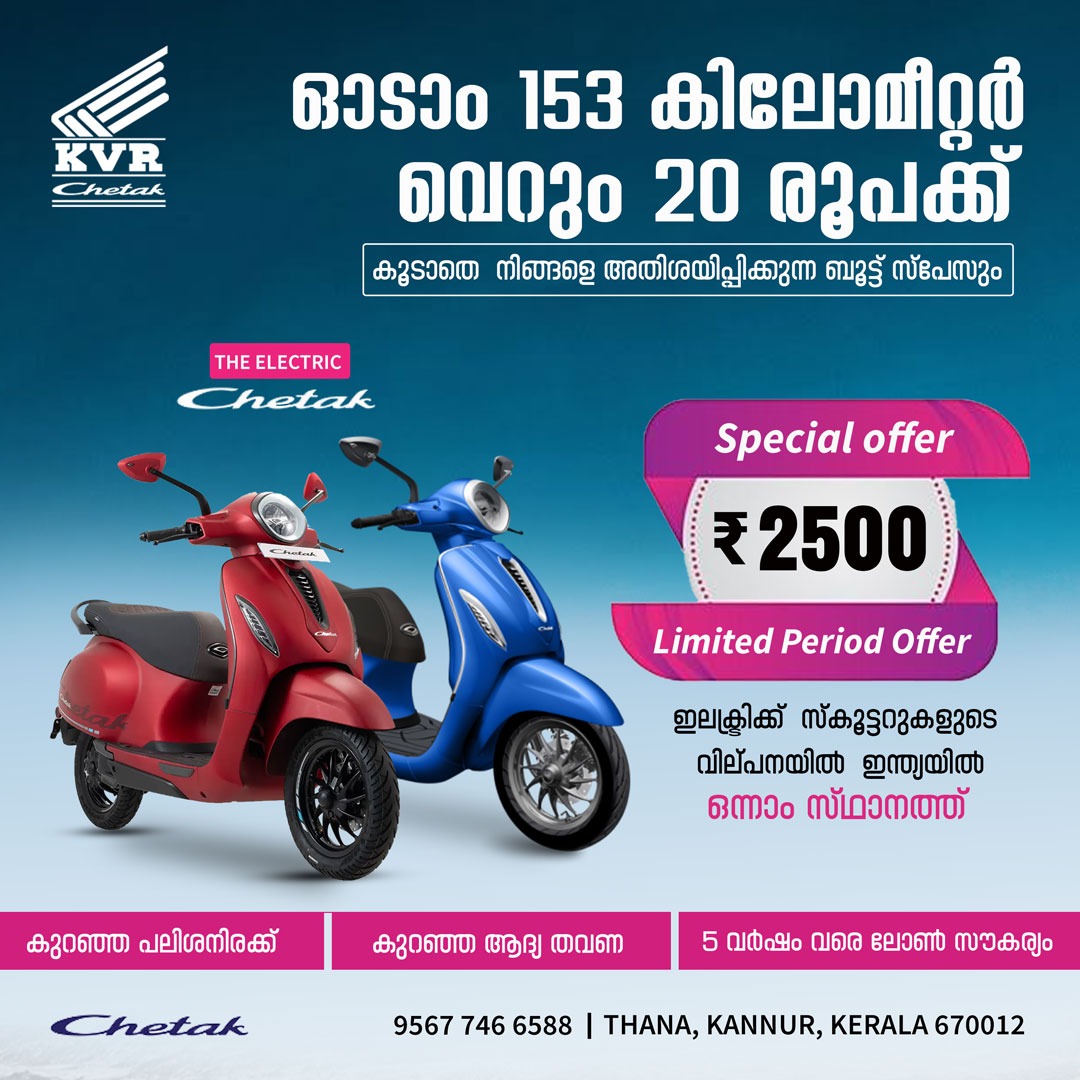 KVR
Chetak
ഓടാം 153 കിലോമീറ്റർ
വെറും 20 രൂപക്ക്
കൂടാതെ നിങ്ങളെ അതിശയിപ്പിക്കുന്ന ബൂട്ട് സ്പേസും
THE ELECTRIC
Chetak
Special offer
₹ 2500
Limited Period Offer
Chetak
ഇലക്ട്രിക്ക് സ്കൂട്ടറുകളുടെ
വില്പനയിൽ ഇന്ത്യയിൽ
ഒന്നാം സ്ഥാനത്ത്
കുറഞ്ഞ പലിശനിരക്ക്
കുറഞ്ഞ ആദ്യ തവണ
5 വർഷം വരെ ലോൺ സൗകര്യം
Chetak
9567 746 6588 | THANA, KANNUR, KERALA 670012